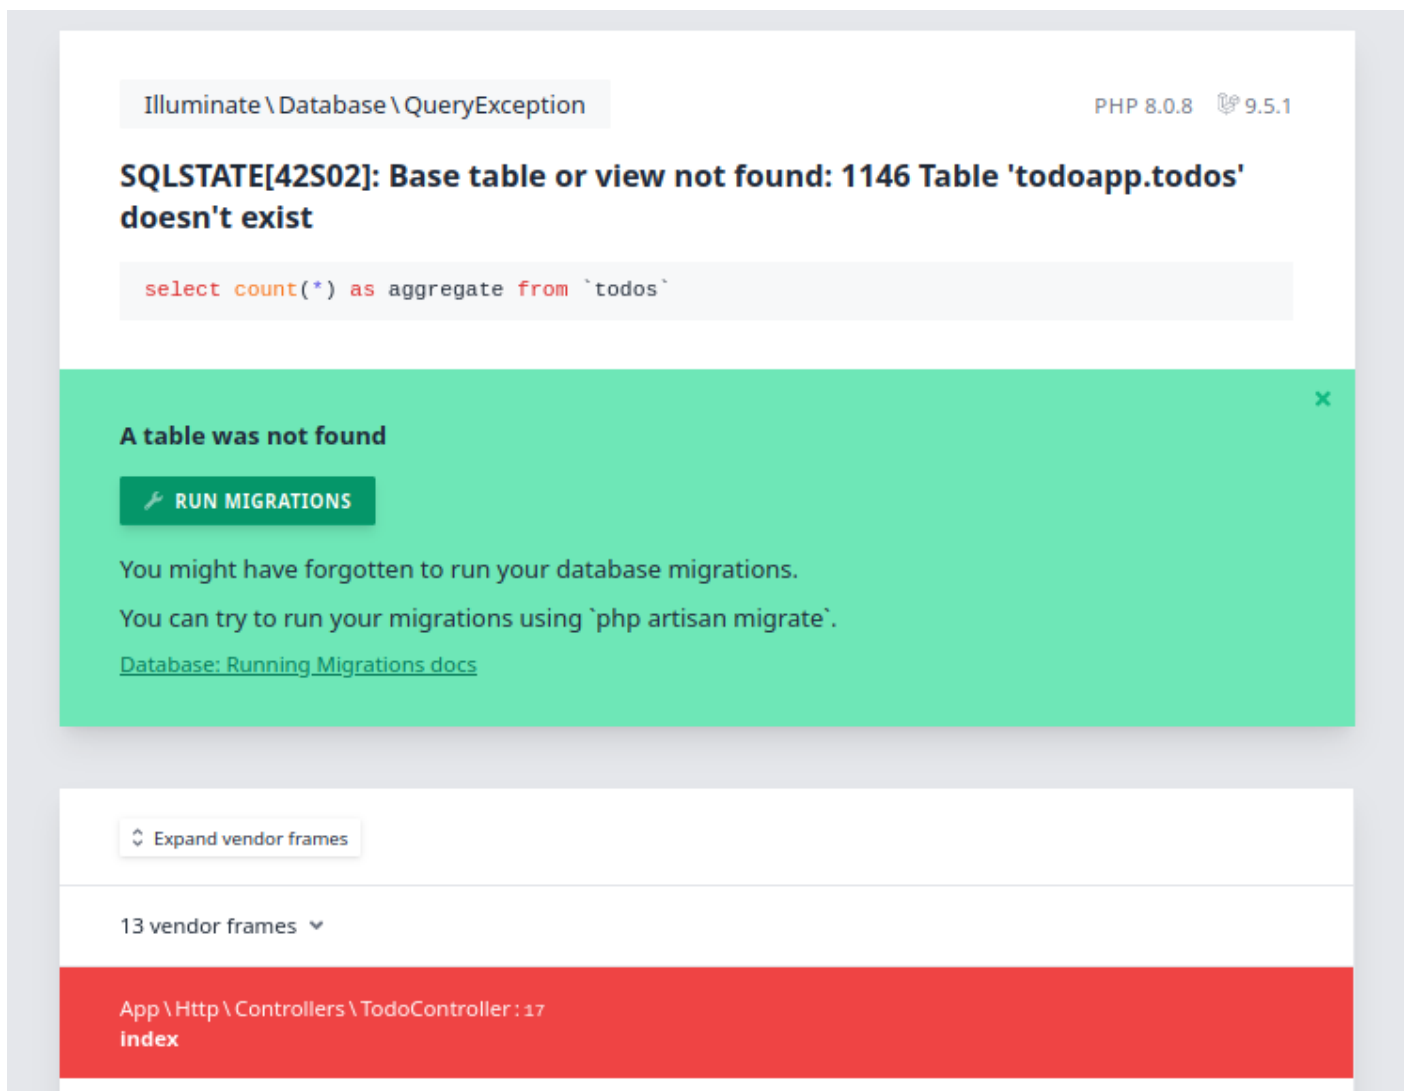 Illuminate\Database\QueryException
PHP 8.0.8 9.5.1
SQLSTATE[42S02]: Base table or view not found: 1146 Table 'todoapp.todos'
doesn't exist
select count(*) as aggregate from `todos`
A table was not found
RUN MIGRATIONS
You might have forgotten to run your database migrations.
You can try to run your migrations using `php artisan migrate`.
Database: Running Migrations docs
Expand vendor frames
13 vendor frames
App\Http\Controllers\TodoController:17
index